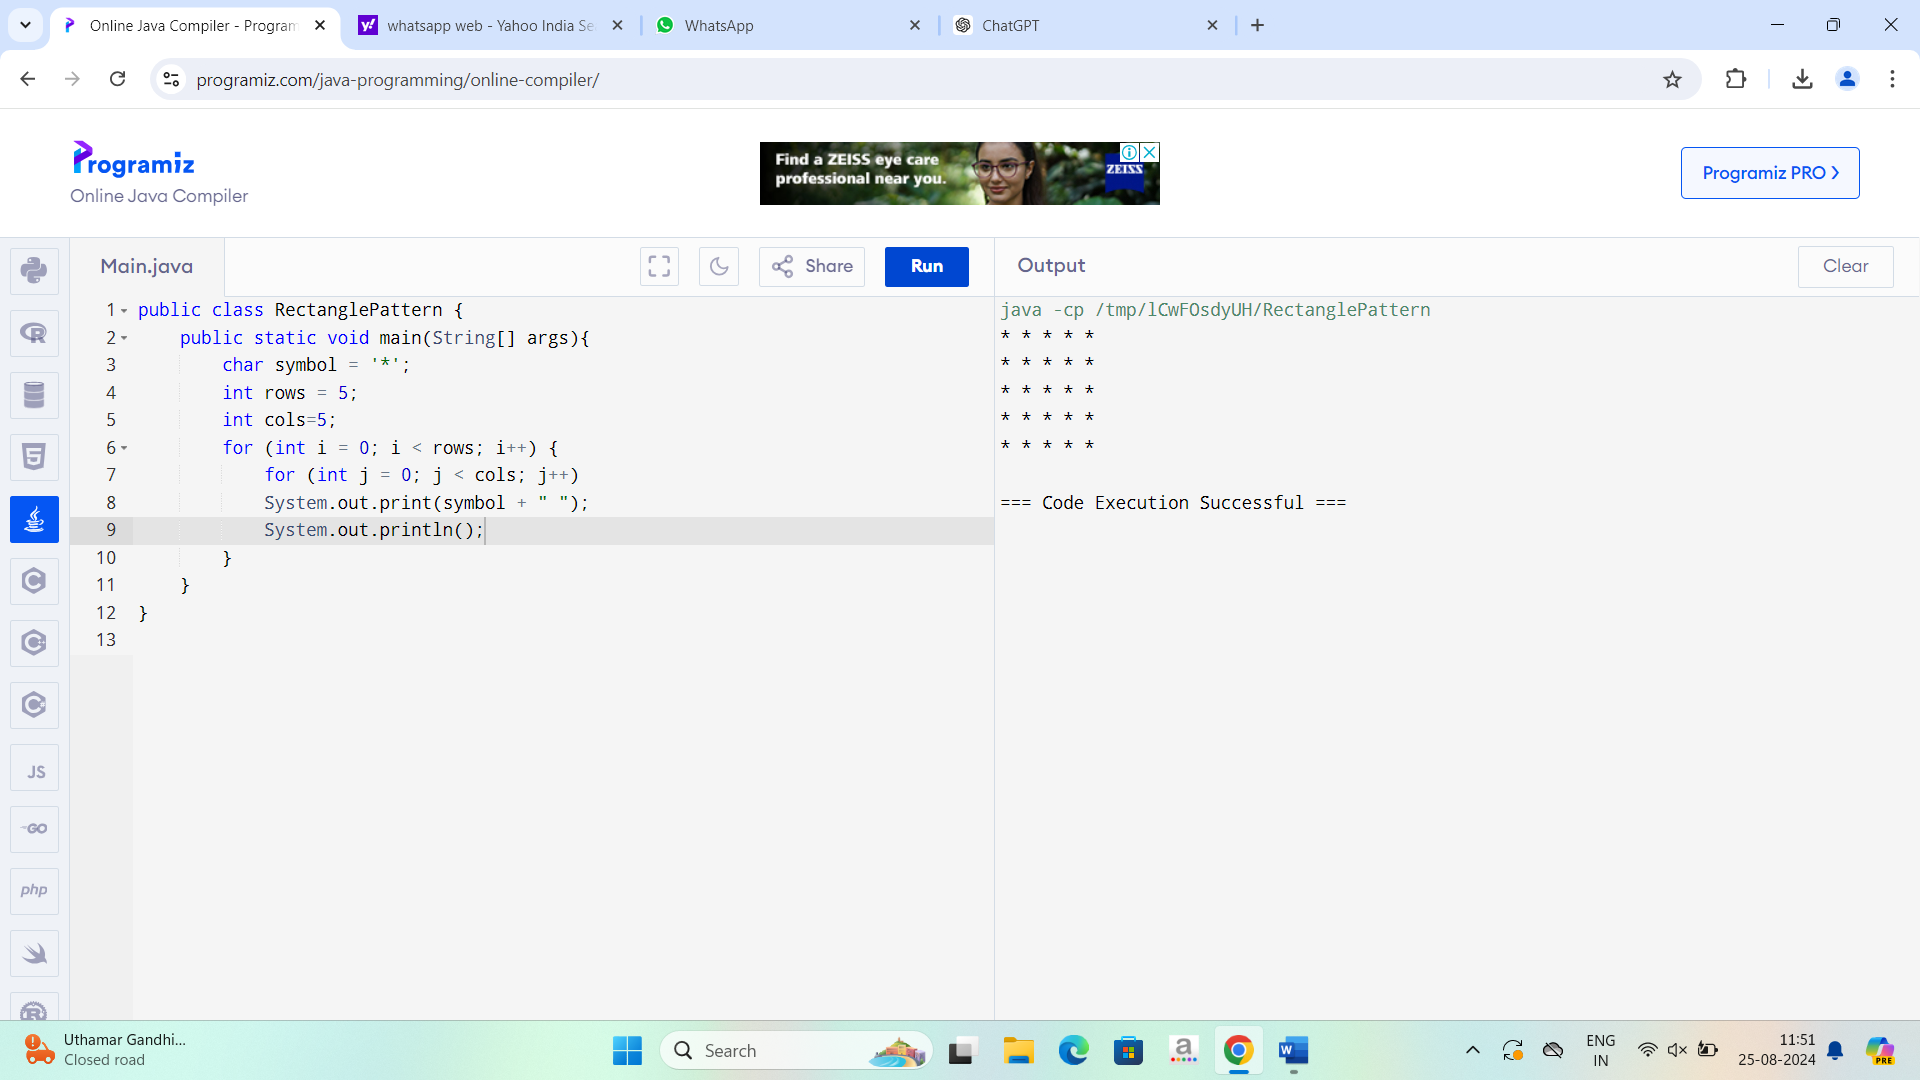 Online Java Compiler - Program
whatsapp web - Yahoo India Se
WhatsApp
ChatGPT
programiz.com/java-programming/online-compiler/
Programiz
Online Java Compiler
Find a ZEISS eye care
professional near you.
ZEISS
Programiz PRO >
Main.java
Share
Run
Output
Clear
1 public class RectanglePattern {
2 public static void main(String[] args){
3 char symbol = '*';
4 int rows = 5;
5 int cols=5;
6 for (int i = 0; i < rows; i++) {
7 for (int j = 0; j < cols; j++)
8 System.out.print(symbol + " ");
9 System.out.println();
10 }
11 }
12 }
13
java -cp /tmp/lCwFOsdyUH/RectanglePattern
* * * * *
* * * * *
* * * * *
* * * * *
* * * * *
=== Code Execution Successful ===
JS
GO
php
Uthamar Gandhi...
Closed road
Search
ENG
IN
11:51
25-08-2024
PRE